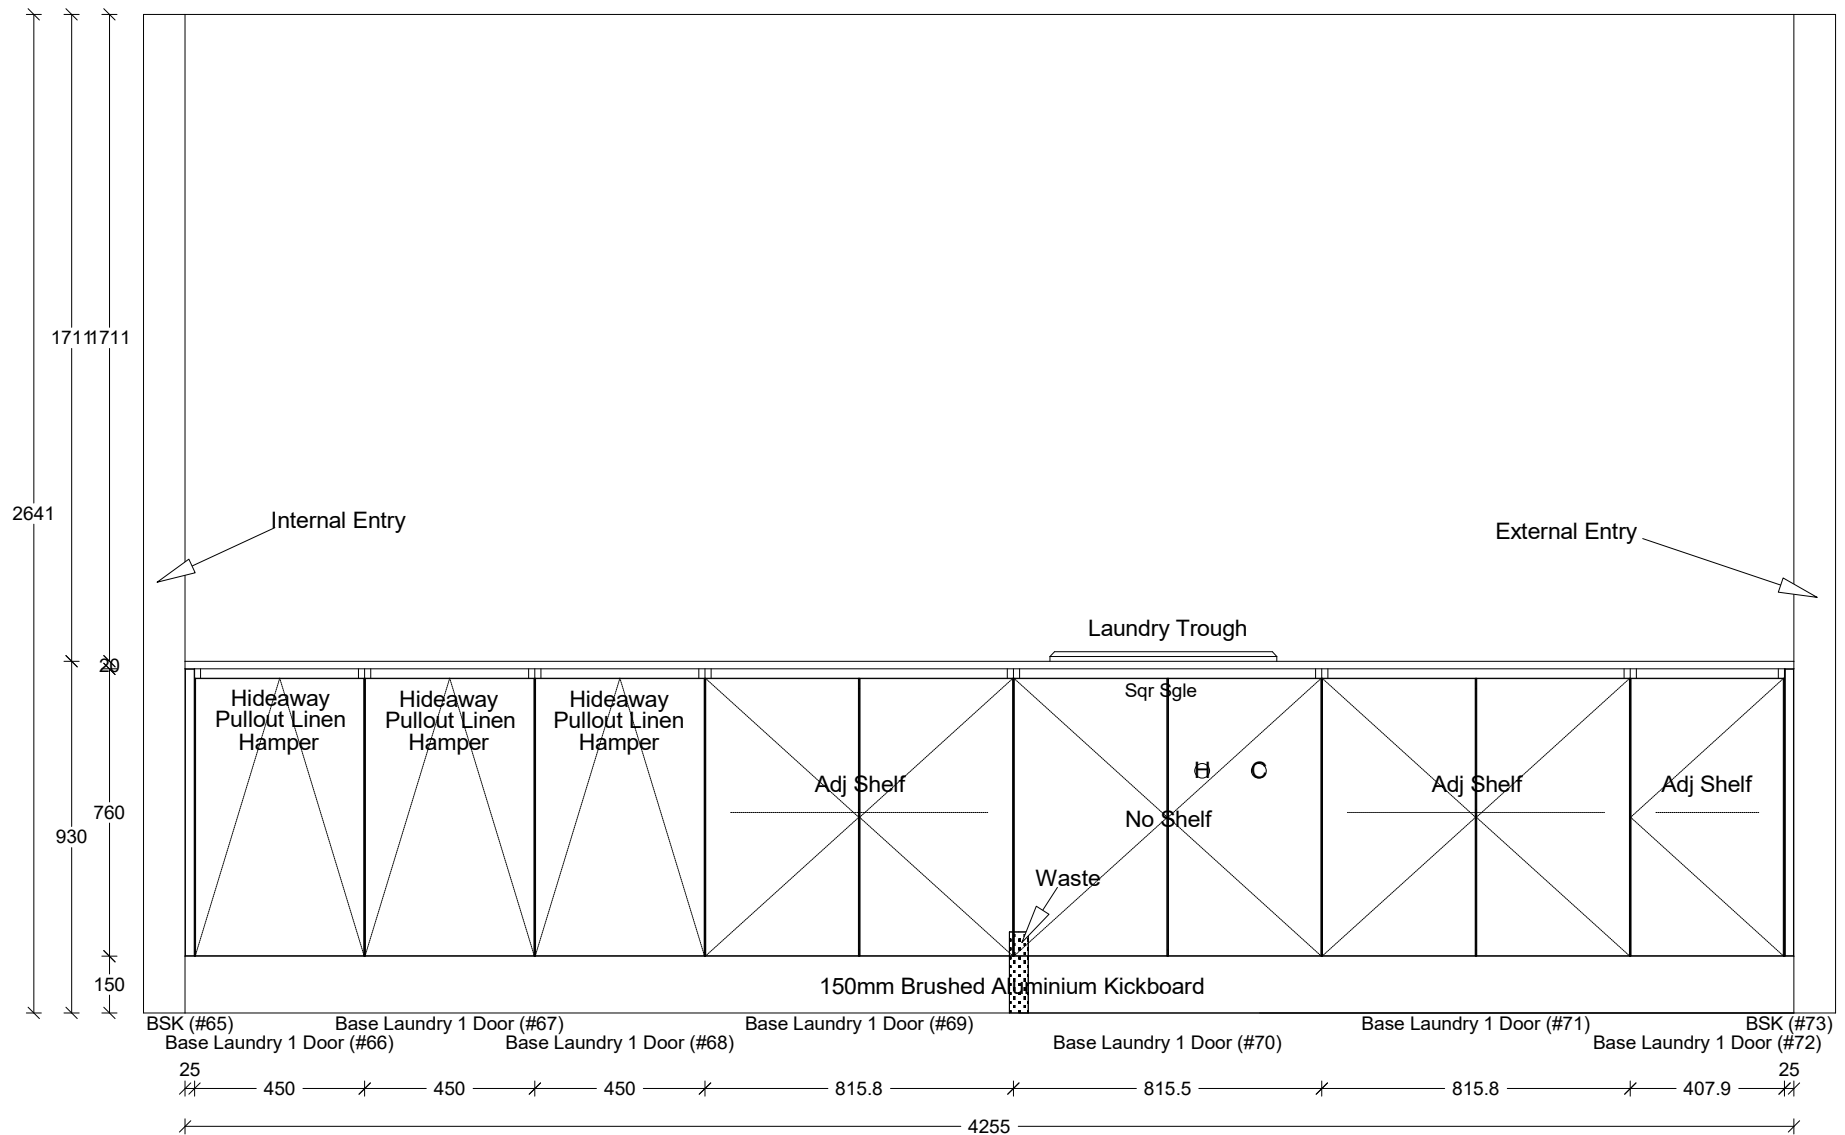 1711
1711
2641
Internal Entry
External Entry
Laundry Trough
20
Sqr Sgle
Hideaway
Pullout Linen
Hamper
Hideaway
Pullout Linen
Hamper
Hideaway
Pullout Linen
Hamper
H
C
Adj Shelf
Adj Shelf
Adj Shelf
760
No Shelf
930
Waste
150
150mm Brushed Aluminium Kickboard
BSK (#65)
Base Laundry 1 Door (#67)
Base Laundry 1 Door (#69)
Base Laundry 1 Door (#71)
BSK (#73)
Base Laundry 1 Door (#66)
Base Laundry 1 Door (#68)
Base Laundry 1 Door (#70)
Base Laundry 1 Door (#72)
25
450
450
450
815.8
815.5
815.8
407.9
25
4255